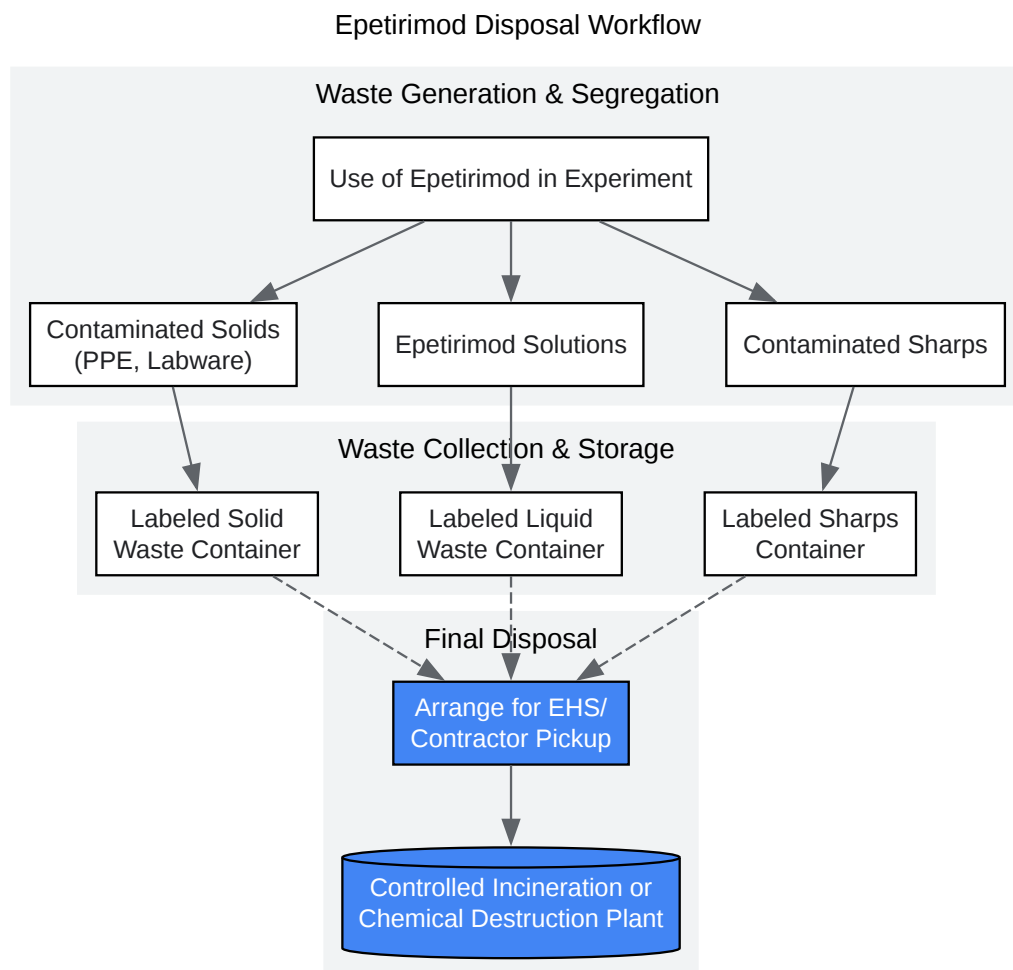 Epetirimod Disposal Workflow
Waste Generation & Segregation
Use of Epetirimod in Experiment
Contaminated Solids
(PPE, Labware)
Epetirimod Solutions
Contaminated Sharps
Waste Collection & Storage
Labeled Solid
Waste Container
Labeled Liquid
Waste Container
Labeled Sharps
Container
Final Disposal
Arrange for EHS/
Contractor Pickup
Controlled Incineration or
Chemical Destruction Plant